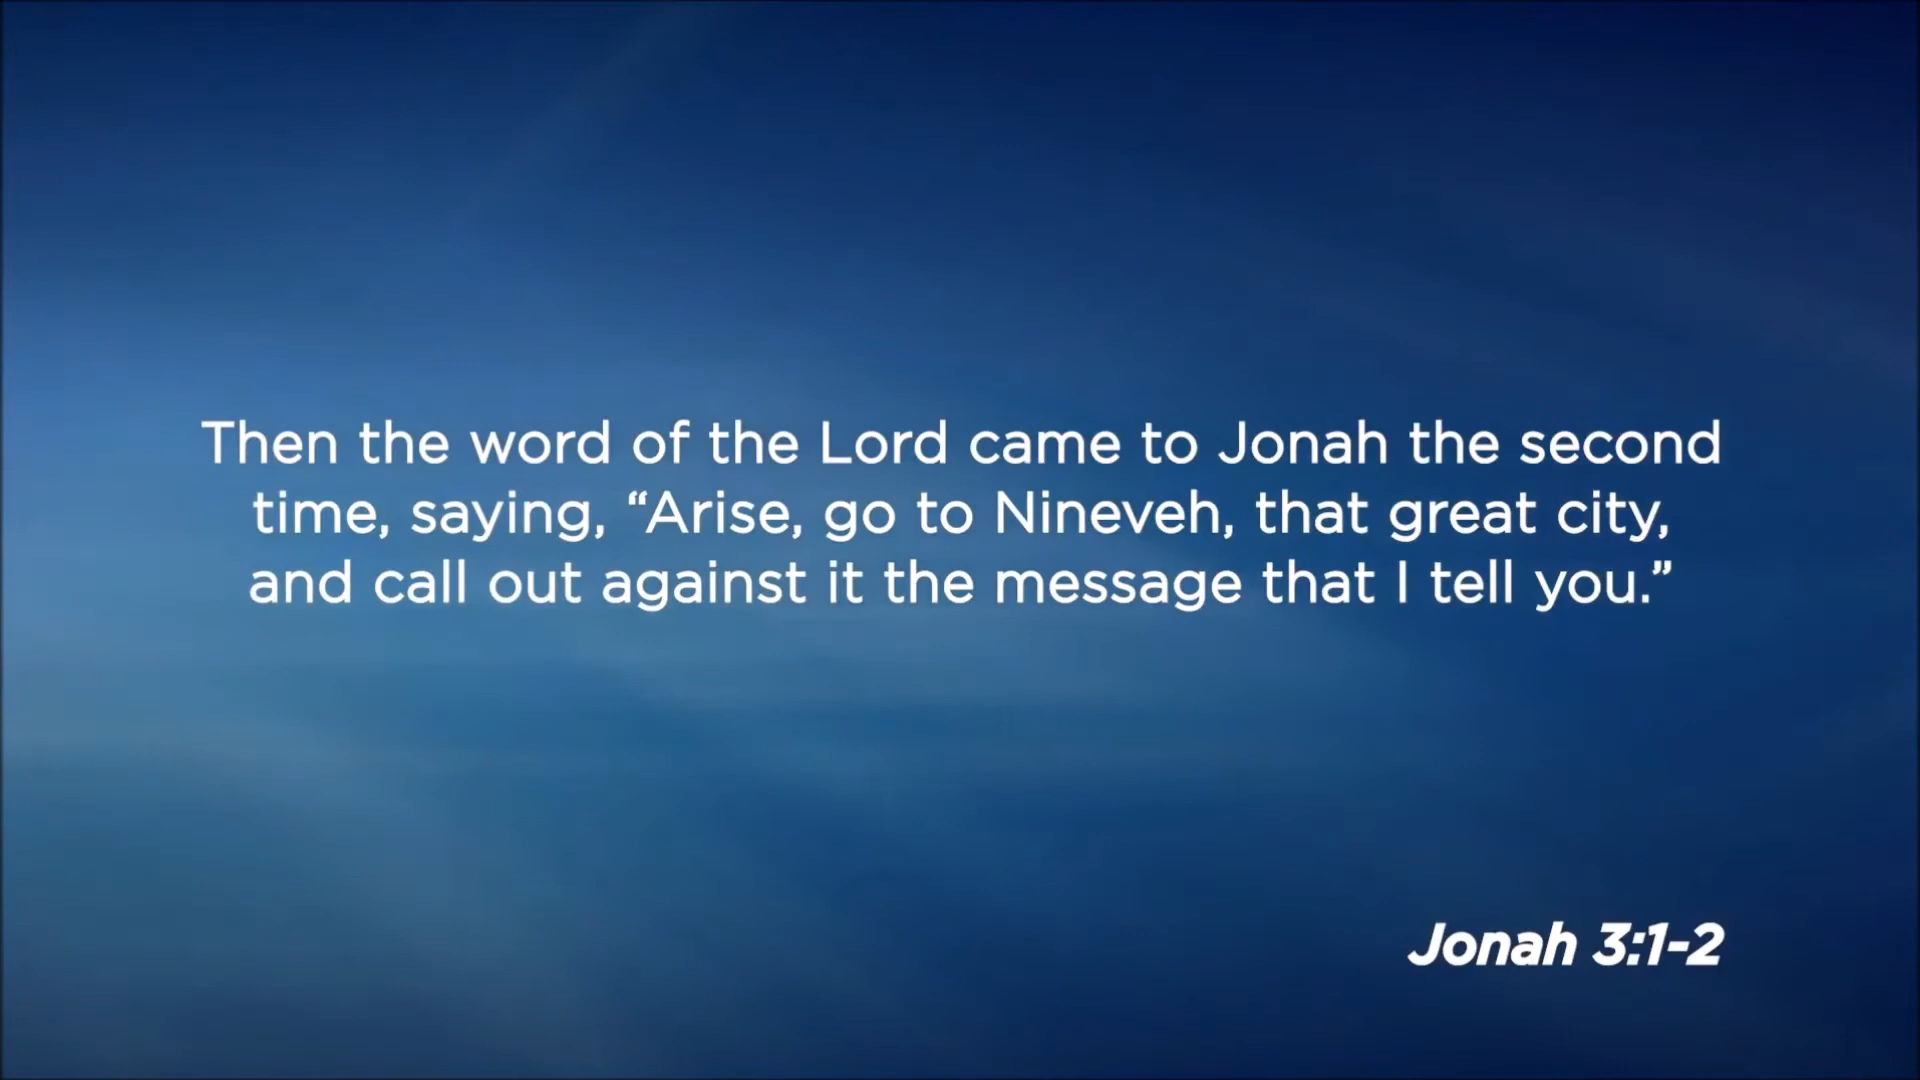 Then the word of the Lord came to Jonah the second
time, saying, “Arise, go to Nineveh, that great city,
and call out against it the message that I tell you.”
Jonah 3:1-2